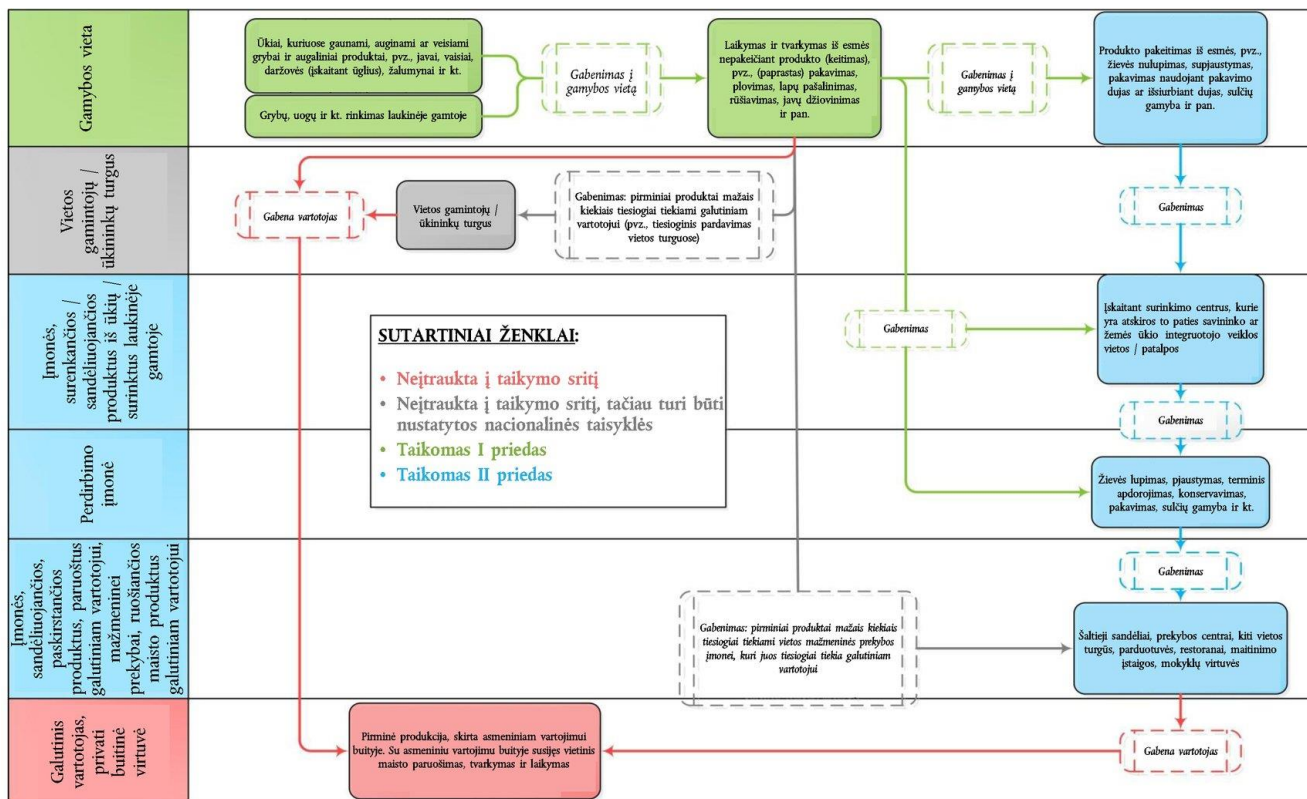 Gamybos vieta
Ūkiai, kuriuose gaunami, auginami ar veisiami
grybai ir augaliniai produktai, pvz., javai, vaisiai,
daržovės (įskaitant ūglius), žalumynai ir kt.
Grybų, uogų ir kt. rinkimas laukinėje gamtoje
Gabenimas į
gamybos vietą
Laikymas ir tvarkymas iš esmės
nepakeičiant produkto (keitimas),
pvz., (paprastas) pakavimas,
plovimas, lapų pašalinimas,
rūšiavimas, javų džiovinimas
ir pan.
Gabenimas į
gamybos vietą
Produkto pakeitimas iš esmės, pvz.,
žievės nulupimas, supjaustymas,
pakavimas naudojant pakavimo
dujas ar išsiurbiant dujas, sulčių
gamyba ir pan.
Vietos
gamintojų /
ūkininkų turgus
Gabena vartotojas
Vietos gamintojų /
ūkininkų turgus
Gabenimas: pirminiai produktai mažais
kiekiais tiesiogiai tiekiami galutiniam
vartotojui (pvz., tiesioginis pardavimas
vietos turguose)
Gabenimas
Įmonės,
surenkančios /
sandėliuojančios
produktus iš ūkių /
surinktus laukinėje
gamtoje
SUTARTINIAI ŽENKLAI:
• Neįtraukta į taikymo sritį
• Neįtraukta į taikymo sritį, tačiau turi būti
nustatytos nacionalinės taisyklės
• Taikomas I priedas
• Taikomas II priedas
Gabenimas
Įskaitant surinkimo centrus, kurie
yra atskiros to paties savininko ar
žemės ūkio integruotojo veiklos
vietos / patalpos
Gabenimas
Perdirbimo
įmonė
Žievės lupimas, pjaustymas, terminis
apdorojimas, konservavimas,
pakavimas, sulčių gamyba ir kt.
Gabenimas
Įmonės,
sandėliuojančios,
paskirstančios
produktus, paruoštus
galutiniam vartotojui,
mažmeninei
prekybai, ruošiančios
maisto produktus
galutiniam vartotojui
Gabenimas: pirminiai produktai mažais kiekiais
tiesiogiai tiekiami vietos mažmeninės prekybos
įmonei, kuri juos tiesiogiai tiekia galutiniam
vartotojui
Šaltieji sandėliai, prekybos centrai, kiti vietos
turgūs, parduotuvės, restoranai, maitinimo
įstaigos, mokyklų virtuvės
Galutinis
vartotojas,
privati
buitinė
virtuvė
Pirminė produkcija, skirta asmeniniam vartojimui
buityje. Su asmeniniu vartojimu buityje susijęs vietinis
maisto paruošimas, tvarkymas ir laikymas
Gabena vartotojas